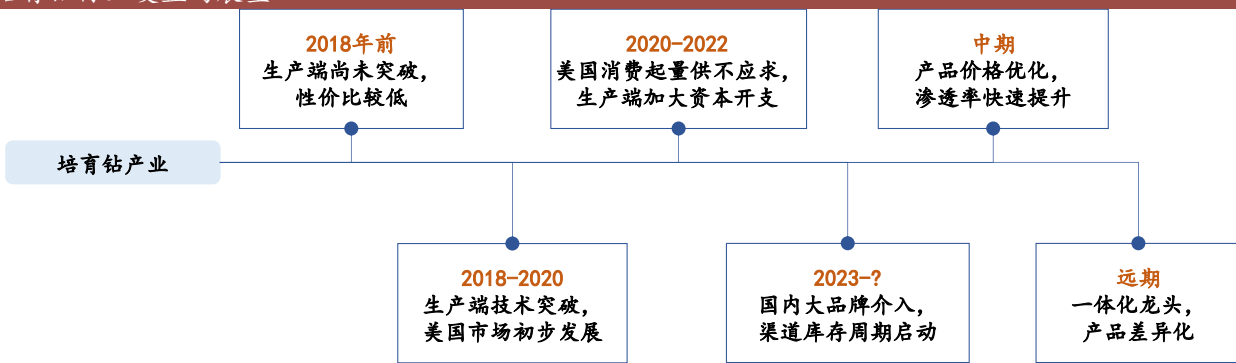 2018年前
生产端尚未突破,
性价比较低
2020-2022
美国消费起量供不应求,
生产端加大资本开支
中期
产品价格优化,
渗透率快速提升
培育钻产业
2018-2020
生产端技术突破,
美国市场初步发展
2023-?
国内大品牌介入,
渠道库存周期启动
远期
一体化龙头,
产品差异化